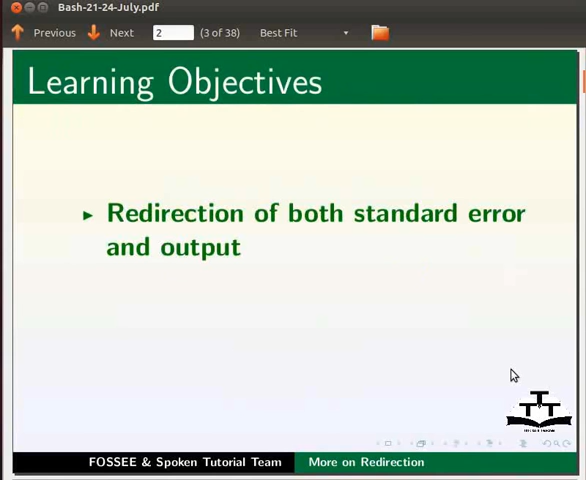 Bash-21-24-July.pdf
Previous Next 2 (3 of 38) Best Fit
Learning Objectives
Redirection of both standard error
and output
FOSSEE & Spoken Tutorial Team More on Redirection